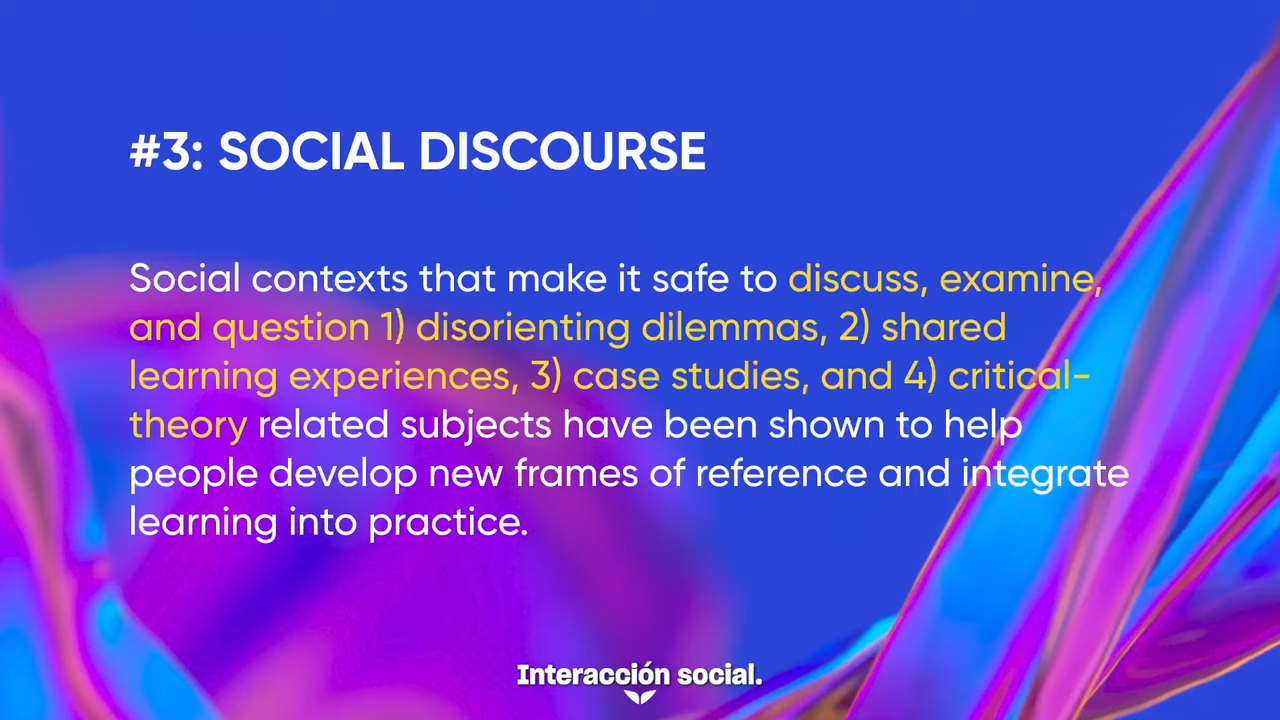 #3: SOCIAL DISCOURSE
Social contexts that make it safe to discuss, examine,
and question 1) disorienting dilemmas, 2) shared
learning experiences, 3) case studies, and 4) critical-
theory related subjects have been shown to help
people develop new frames of reference and integrate
learning into practice.
Interacción social.